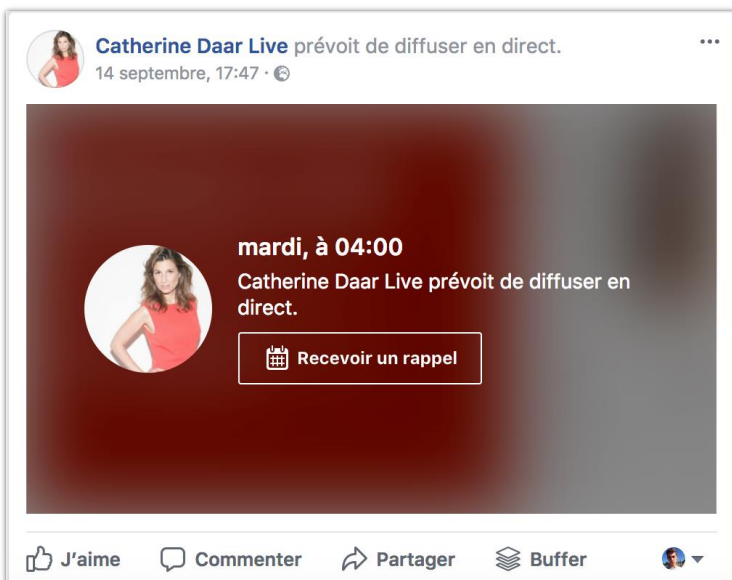 Catherine Daar Live prévoit de diffuser en direct.
14 septembre, 17:47 ·
mardi, à 04:00
Catherine Daar Live prévoit de diffuser en
direct.
Recevoir un rappel
J'aime Commenter Partager Buffer